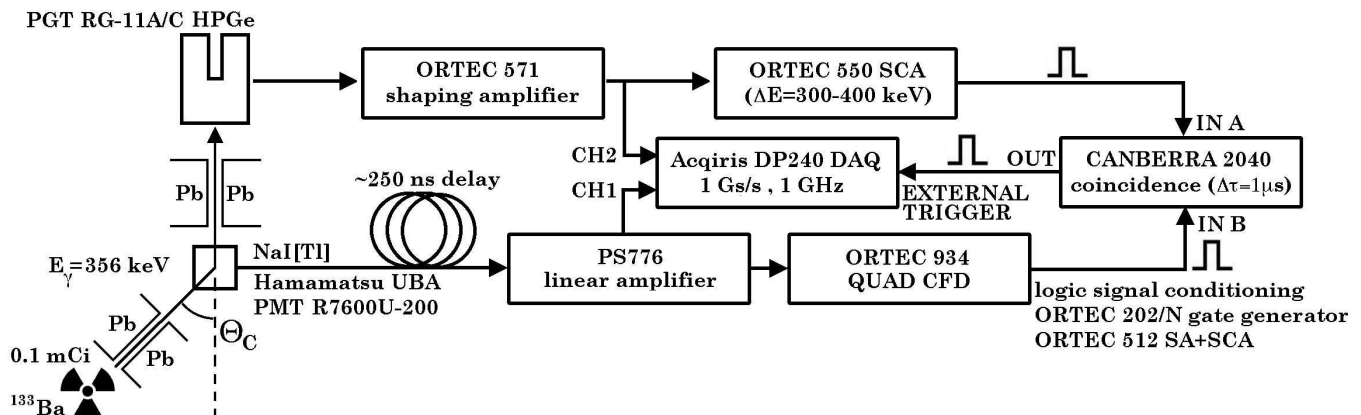 PGT RG-11A/C HPGe
ORTEC 571
shaping amplifier
ORTEC 550 SCA
(ΔE=300-400 keV)
IN A
CH2
CH1
Acqiris DP240 DAQ
1 Gs/s , 1 GHz
OUT
EXTERNAL
TRIGGER
CANBERRA 2040
coincidence (Δτ=1μs)
IN B
Pb
Pb
~250 ns delay
Eγ=356 keV
NaI[Tl]
Hamamatsu UBA
PMT R7600U-200
PS776
linear amplifier
ORTEC 934
QUAD CFD
logic signal conditioning
ORTEC 202/N gate generator
ORTEC 512 SA+SCA
Pb
Pb
ΘC
0.1 mCi
¹³³Ba